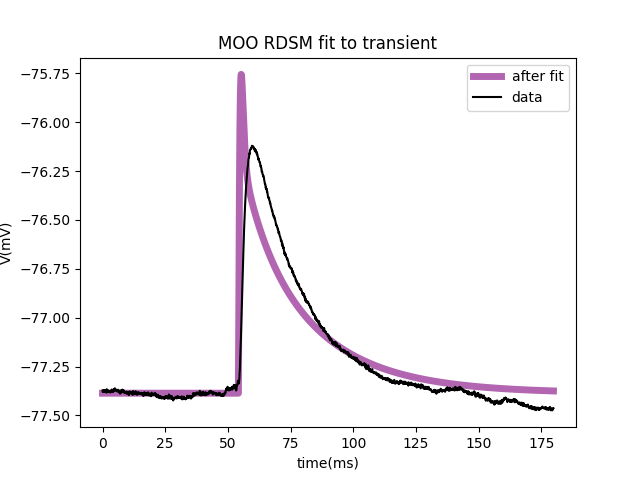 MOO RDSM fit to transient
after fit
data
−75.75
−76.00
−76.25
−76.50
−76.75
−77.00
−77.25
−77.50
V(mV)
0 25 50 75 100 125 150 175
time(ms)